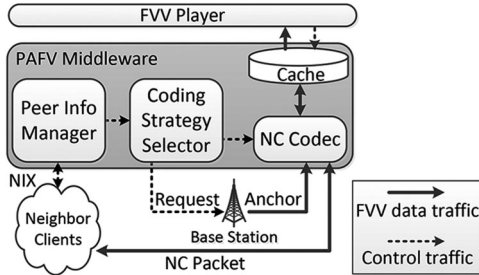 FVV Player
PAFV Middleware
Cache
Peer Info
Manager
Coding
Strategy
Selector
NC Codec
NIX
Request
Anchor
Neighbor
Clients
Base Station
NC Packet
FVV data traffic
Control traffic